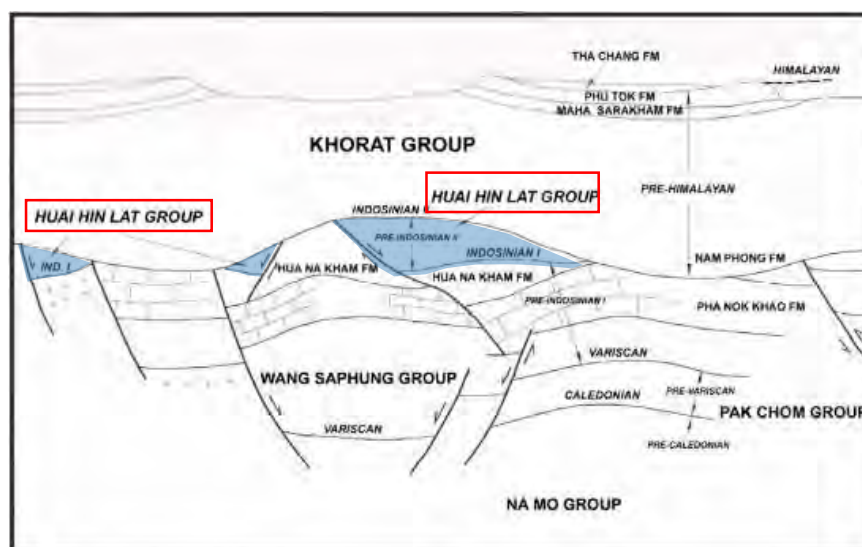 THA CHANG FM
HIMALAYAN
PHU TOK FM
MAHA SARAKHAM FM
KHORAT GROUP
PRE-HIMALAYAN
HUAI HIN LAT GROUP
HUAI HIN LAT GROUP
INDOSINIAN II
PRE-INDOSINIAN II
INDOSINIAN I
NAM PHONG FM
IND. I
HUA NA KHAM FM
HUA NA KHAM FM
PRE-INDOSINIAN I
PHA NOK KHAO FM
VARISCAN
WANG SAPHUNG GROUP
CALEDONIAN
PRE-VARISCAN
PAK CHOM GROUP
VARISCAN
PRE-CALEDONIAN
NA MO GROUP